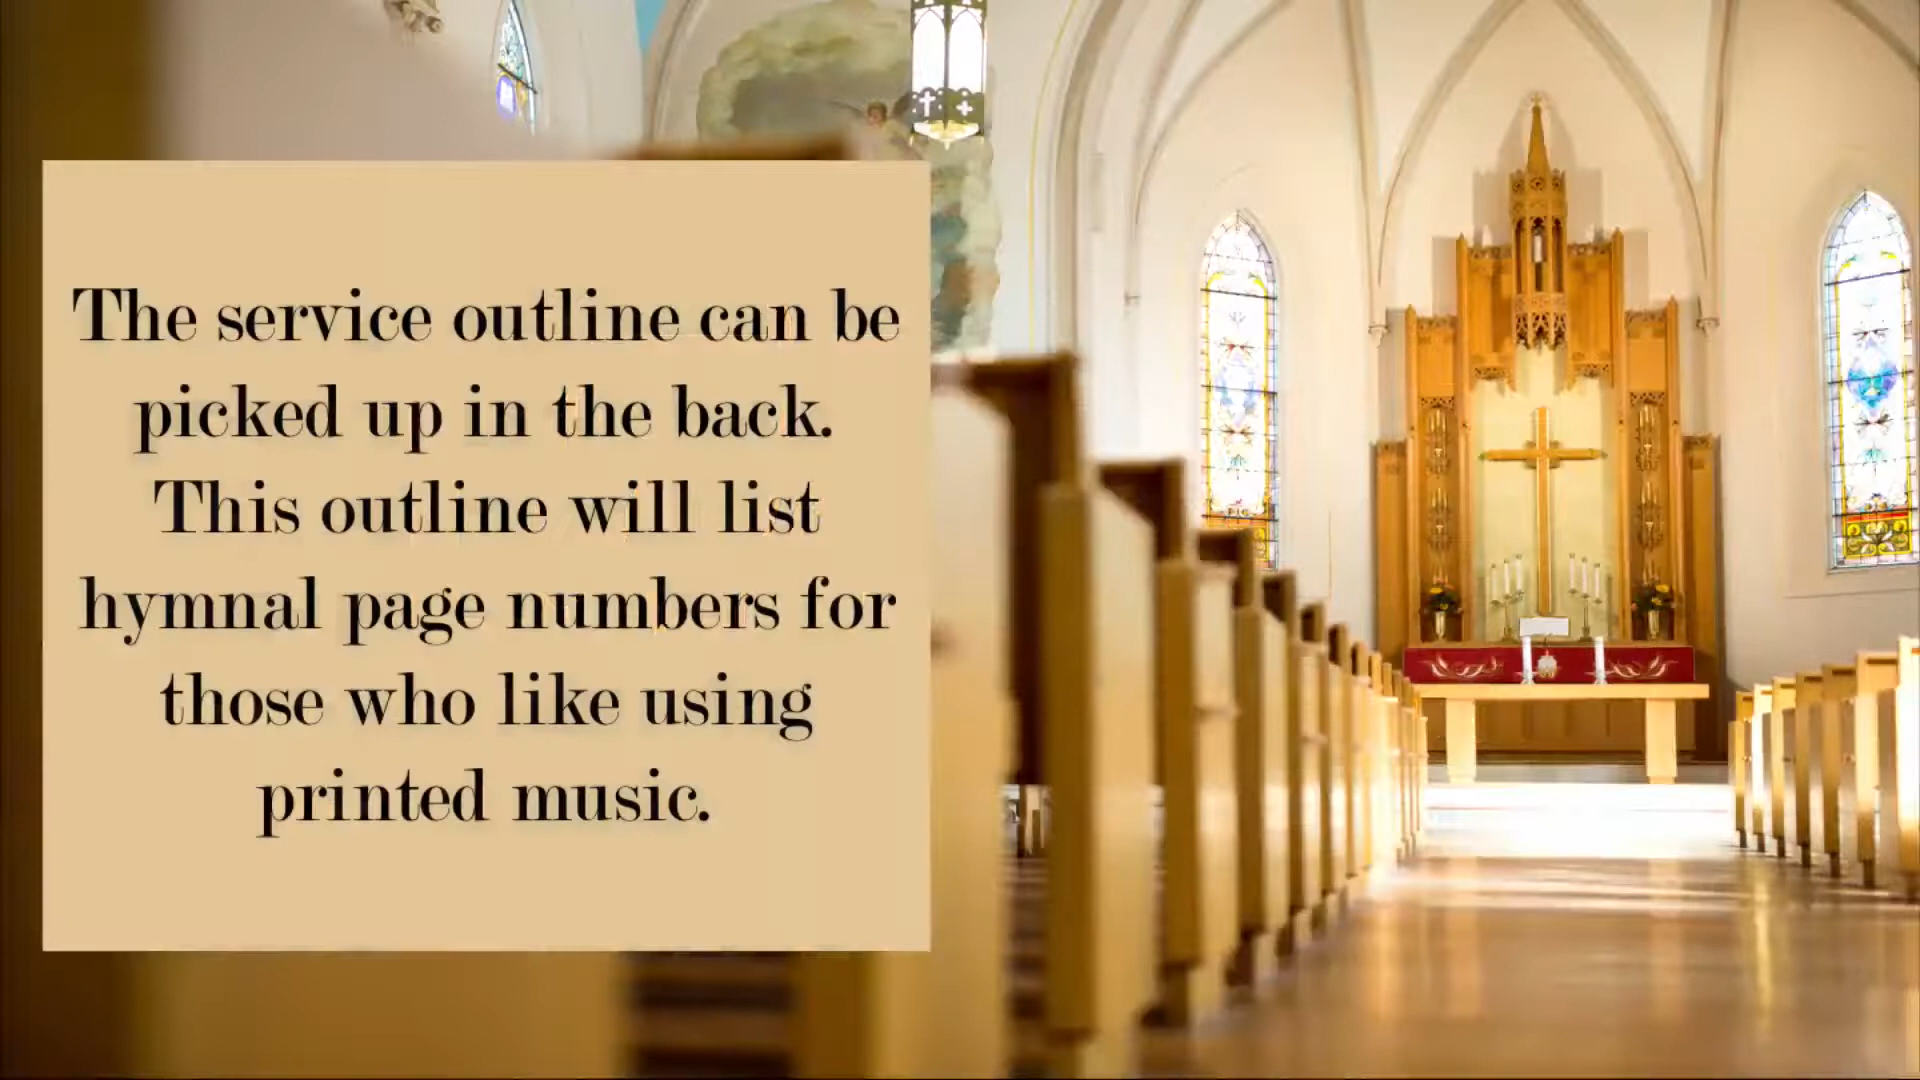 The service outline can be
picked up in the back.
This outline will list
hymnal page numbers for
those who like using
printed music.